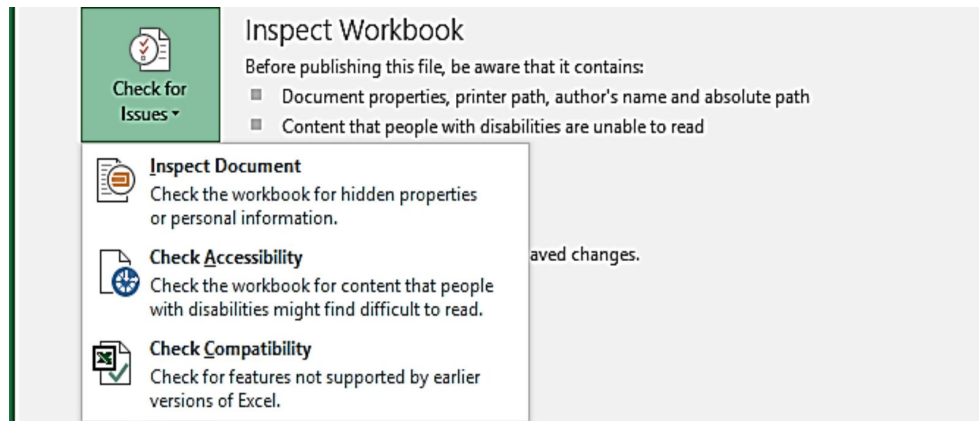 Inspect Workbook
Before publishing this file, be aware that it contains:
Document properties, printer path, author's name and absolute path
Content that people with disabilities are unable to read
Check for
Issues
Inspect Document
Check the workbook for hidden properties
or personal information.
Check Accessibility
Check the workbook for content that people
with disabilities might find difficult to read.
aved changes.
Check Compatibility
Check for features not supported by earlier
versions of Excel.